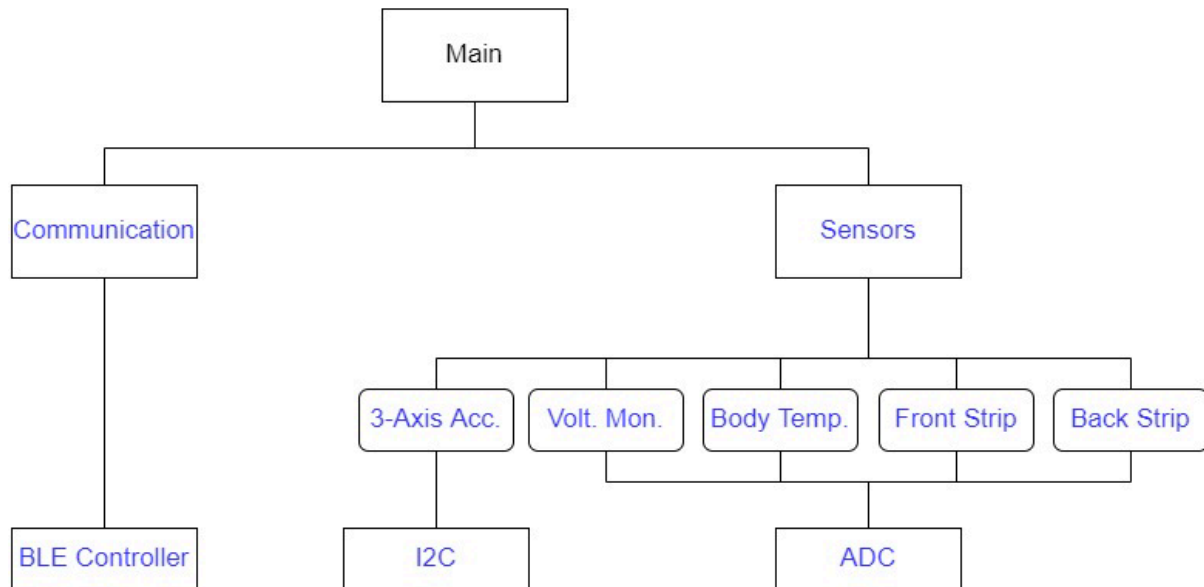 Main
Communication
Sensors
3-Axis Acc.
Volt. Mon.
Body Temp.
Front Strip
Back Strip
BLE Controller
I2C
ADC